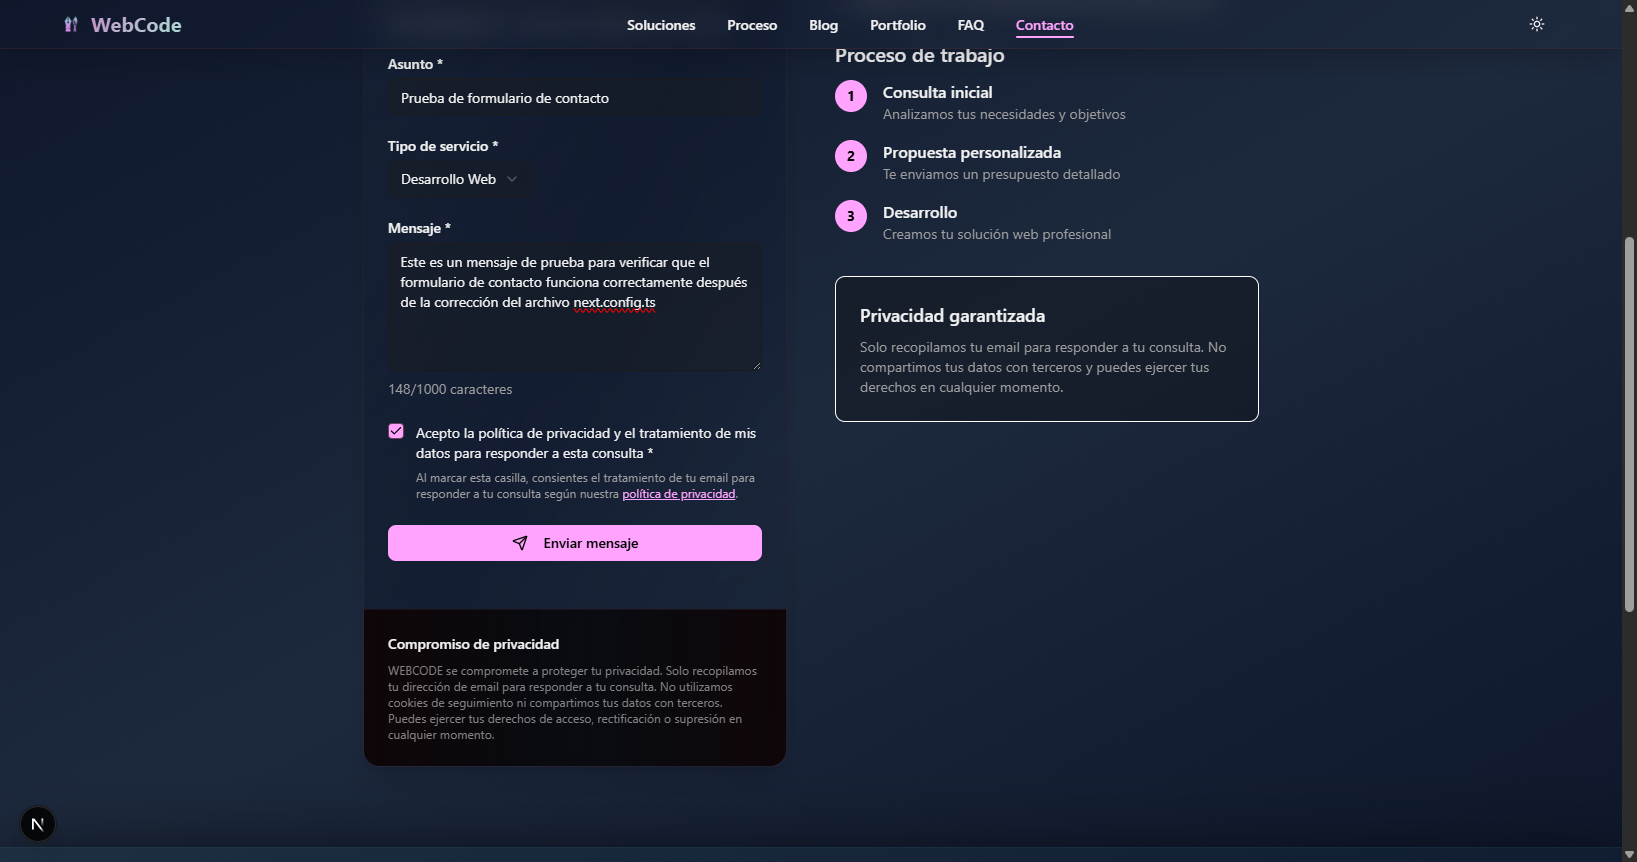 WebCode
Soluciones
Proceso
Blog
Portfolio
FAQ
Contacto
Asunto *
Prueba de formulario de contacto
Tipo de servicio *
Desarrollo Web
Mensaje *
Este es un mensaje de prueba para verificar que el
formulario de contacto funciona correctamente después
de la corrección del archivo next.config.ts
148/1000 caracteres
Acepto la política de privacidad y el tratamiento de mis
datos para responder a esta consulta *
Al marcar esta casilla, consientes el tratamiento de tu email para
responder a tu consulta según nuestra política de privacidad.
Enviar mensaje
Compromiso de privacidad
WEBCODE se compromete a proteger tu privacidad. Solo recopilamos
tu dirección de email para responder a tu consulta. No utilizamos
cookies de seguimiento ni compartimos tus datos con terceros.
Puedes ejercer tus derechos de acceso, rectificación o supresión en
cualquier momento.
Proceso de trabajo
1
Consulta inicial
Analizamos tus necesidades y objetivos
2
Propuesta personalizada
Te enviamos un presupuesto detallado
3
Desarrollo
Creamos tu solución web profesional
Privacidad garantizada
Solo recopilamos tu email para responder a tu consulta. No
compartimos tus datos con terceros y puedes ejercer tus
derechos en cualquier momento.
N